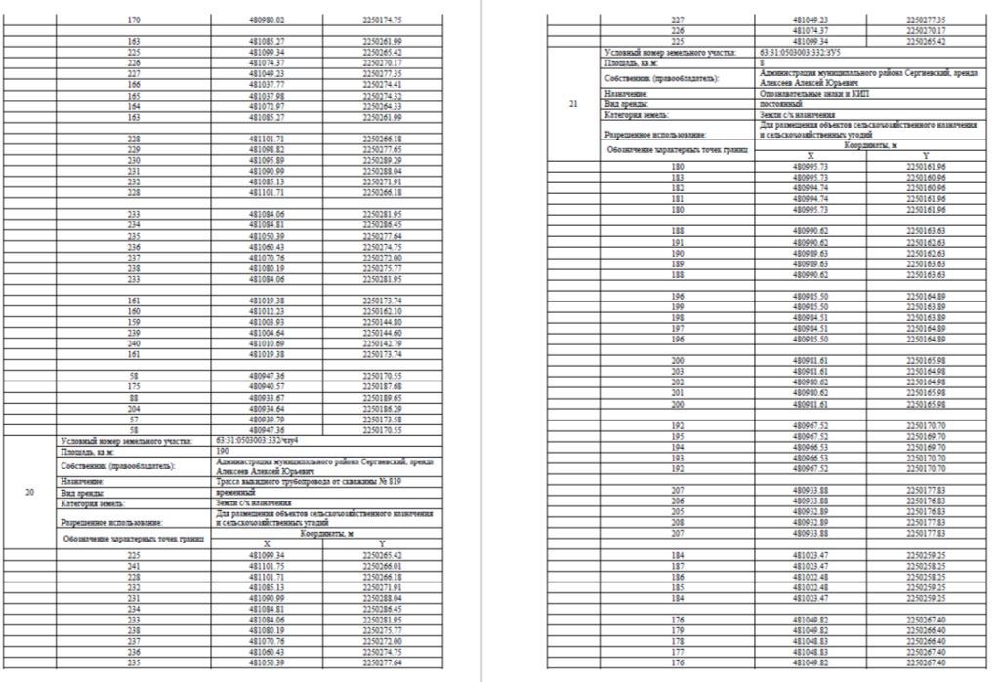 170 480980.02 2250174.75
163 481085.27 2250261.99
225 481099.34 2250265.42
226 481074.37 2250270.17
227 481049.23 2250277.35
166 481037.77 2250274.41
165 481037.98 2250274.32
164 481072.97 2250264.33
163 481085.27 2250261.99
228 481101.71 2250266.18
229 481098.82 2250277.65
230 481095.89 2250289.29
231 481090.99 2250288.04
232 481085.13 2250271.91
228 481101.71 2250266.18
233 481084.06 2250281.95
234 481084.81 2250286.45
235 481050.39 2250277.64
236 481060.43 2250274.75
237 481070.76 2250272.00
238 481080.19 2250275.77
233 481084.06 2250281.95
161 481019.38 2250173.74
160 481012.23 2250162.10
159 481003.93 2250144.80
239 481004.64 2250144.60
240 481010.69 2250142.79
161 481019.38 2250173.74
58 480947.36 2250170.55
175 480940.57 2250187.68
88 480933.67 2250189.65
204 480934.64 2250186.29
57 480939.79 2250173.58
58 480947.36 2250170.55
20
Условный номер земельного участка: 63:31:0503003:332/чзу4
Площадь, кв.м: 190
Собственник (правообладатель): Администрация муниципального района Сергиевский, аренда
Алексеев Алексей Юрьевич
Назначение: Трасса выкидного трубопровода от скважины № 819
Вид аренды: временный
Категория земель: Земли с/х назначения
Разрешенное использование: Для размещения объектов сельскохозяйственного назначения
и сельскохозяйственных угодий
Обозначение характерных точек границ Координаты, м
X Y
225 481099.34 2250265.42
241 481101.75 2250266.01
228 481101.71 2250266.18
232 481085.13 2250271.91
231 481090.99 2250288.04
234 481084.81 2250286.45
233 481084.06 2250281.95
238 481080.19 2250275.77
237 481070.76 2250272.00
236 481060.43 2250274.75
235 481050.39 2250277.64
227 481049.23 2250277.35
226 481074.37 2250270.17
225 481099.34 2250265.42
21
Условный номер земельного участка: 63:31:0503003:332:ЗУ5
Площадь, кв.м: 8
Собственник (правообладатель): Администрация муниципального района Сергиевский, аренда
Алексеев Алексей Юрьевич
Назначение: Опознавательные знаки и КИП
Вид аренды: постоянный
Категория земель: Земли с/х назначения
Разрешенное использование: Для размещения объектов сельскохозяйственного назначения
и сельскохозяйственных угодий
Обозначение характерных точек границ Координаты, м
X Y
180 480995.73 2250161.96
183 480995.73 2250160.96
182 480994.74 2250160.96
181 480994.74 2250161.96
180 480995.73 2250161.96
188 480990.62 2250163.63
191 480990.62 2250162.63
190 480989.63 2250162.63
189 480989.63 2250163.63
188 480990.62 2250163.63
196 480985.50 2250164.89
199 480985.50 2250163.89
198 480984.51 2250163.89
197 480984.51 2250164.89
196 480985.50 2250164.89
200 480981.61 2250165.98
203 480981.61 2250164.98
202 480980.62 2250164.98
201 480980.62 2250165.98
200 480981.61 2250165.98
192 480967.52 2250170.70
195 480967.52 2250169.70
194 480966.53 2250169.70
193 480966.53 2250170.70
192 480967.52 2250170.70
207 480933.88 2250177.83
206 480933.88 2250176.83
205 480932.89 2250176.83
208 480932.89 2250177.83
207 480933.88 2250177.83
184 481023.47 2250259.25
187 481023.47 2250258.25
186 481022.48 2250258.25
185 481022.48 2250259.25
184 481023.47 2250259.25
176 481049.82 2250267.40
179 481049.82 2250266.40
178 481048.83 2250266.40
177 481048.83 2250267.40
176 481049.82 2250267.40